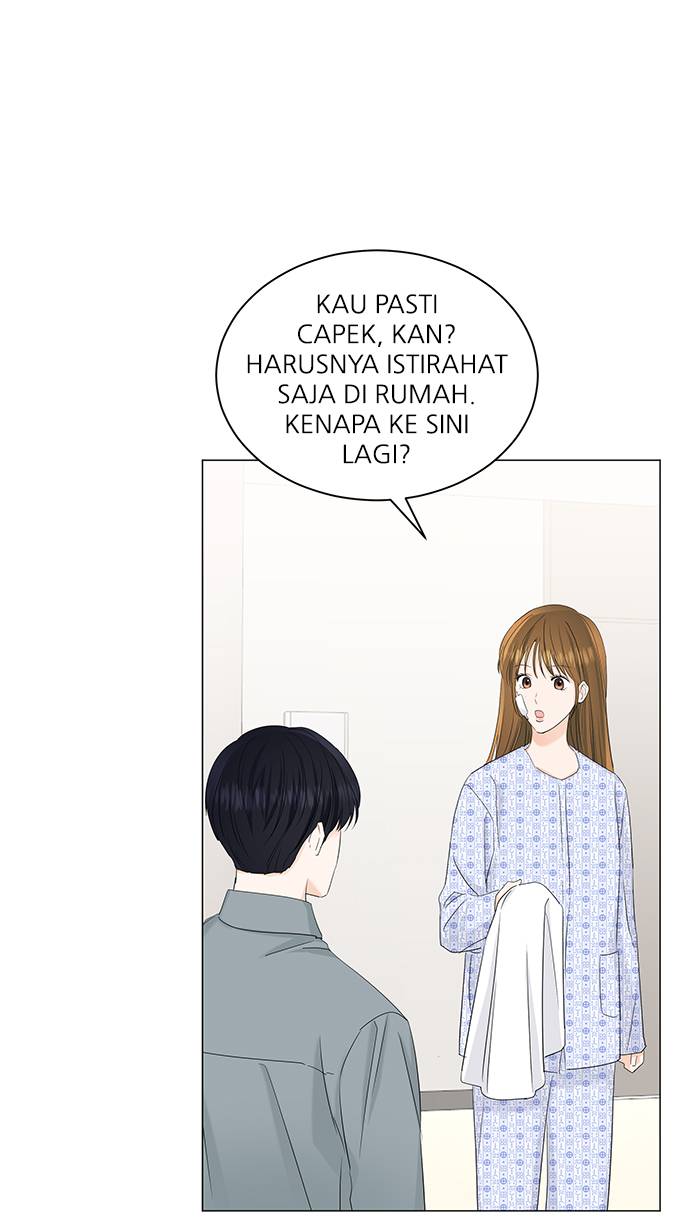 KAU PASTI
CAPEK, KAN?
HARUSNYA ISTIRAHAT
SAJA DI RUMAH.
KENAPA KE SINI
LAGI?